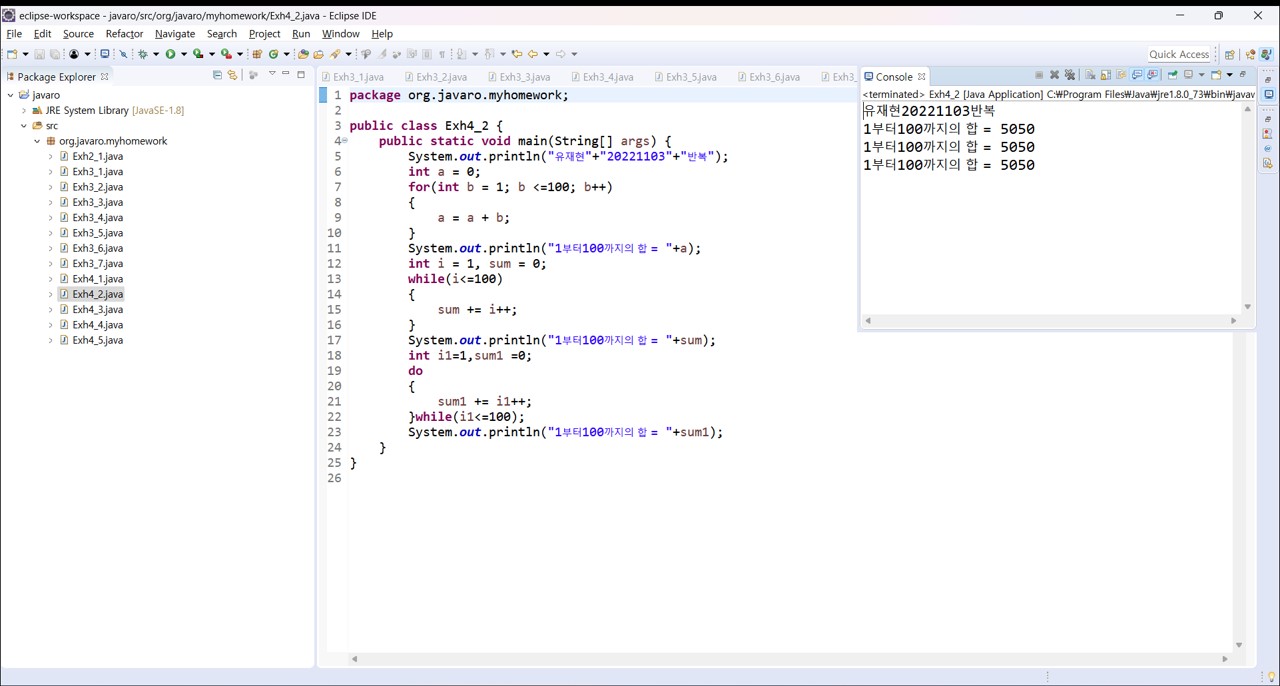 eclipse-workspace - javaro/src/org/javaro/myhomework/Exh4_2.java - Eclipse IDE
File Edit Source Refactor Navigate Search Project Run Window Help
Quick Access
Package Explorer
javaro
JRE System Library [JavaSE-1.8]
src
org.javaro.myhomework
Exh2_1.java
Exh3_1.java
Exh3_2.java
Exh3_3.java
Exh3_4.java
Exh3_5.java
Exh3_6.java
Exh3_7.java
Exh4_1.java
Exh4_2.java
Exh4_3.java
Exh4_4.java
Exh4_5.java
Exh3_1.java Exh3_2.java Exh3_3.java Exh3_4.java Exh3_5.java Exh3_6.java Exh3_
1 package org.javaro.myhomework;
2
3 public class Exh4_2 {
4 public static void main(String[] args) {
5 System.out.println("유재현"+"20221103"+"반복");
6 int a = 0;
7 for(int b = 1; b <=100; b++)
8 {
9 a = a + b;
10 }
11 System.out.println("1부터100까지의 합 = "+a);
12 int i = 1, sum = 0;
13 while(i<=100)
14 {
15 sum += i++;
16 }
17 System.out.println("1부터100까지의 합 = "+sum);
18 int i1=1,sum1 =0;
19 do
20 {
21 sum1 += i1++;
22 }while(i1<=100);
23 System.out.println("1부터100까지의 합 = "+sum1);
24 }
25 }
26
Console
<terminated> Exh4_2 [Java Application] C:₩Program Files₩Java₩jre1.8.0_73₩bin₩javaw
유재현20221103반복
1부터100까지의 합 = 5050
1부터100까지의 합 = 5050
1부터100까지의 합 = 5050